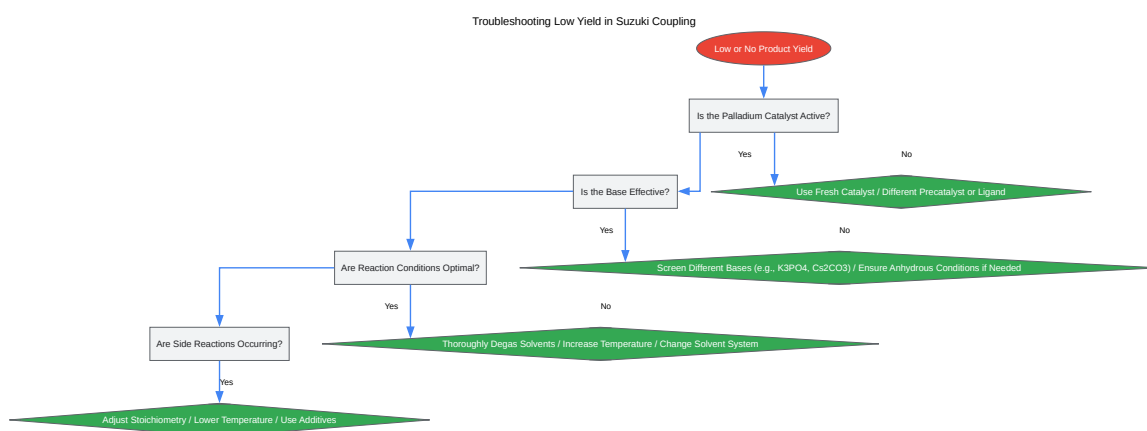 Troubleshooting Low Yield in Suzuki Coupling
Low or No Product Yield
Is the Palladium Catalyst Active?
Yes
No
Is the Base Effective?
Use Fresh Catalyst / Different Precatalyst or Ligand
Yes
No
Are Reaction Conditions Optimal?
Screen Different Bases (e.g., K3PO4, Cs2CO3) / Ensure Anhydrous Conditions if Needed
Yes
No
Are Side Reactions Occurring?
Thoroughly Degas Solvents / Increase Temperature / Change Solvent System
Yes
Adjust Stoichiometry / Lower Temperature / Use Additives